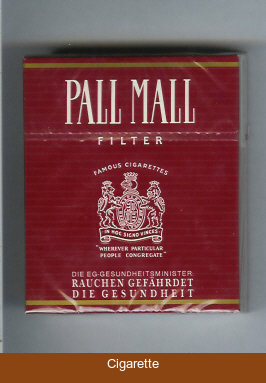 PALL MALL
FILTER
FAMOUS CIGARETTES
IN HOC SIGNO VINCES
"WHEREVER PARTICULAR
PEOPLE CONGREGATE"
DIE EG-GESUNDHEITSMINISTER:
RAUCHEN GEFÄHRDET
DIE GESUNDHEIT
Cigarette